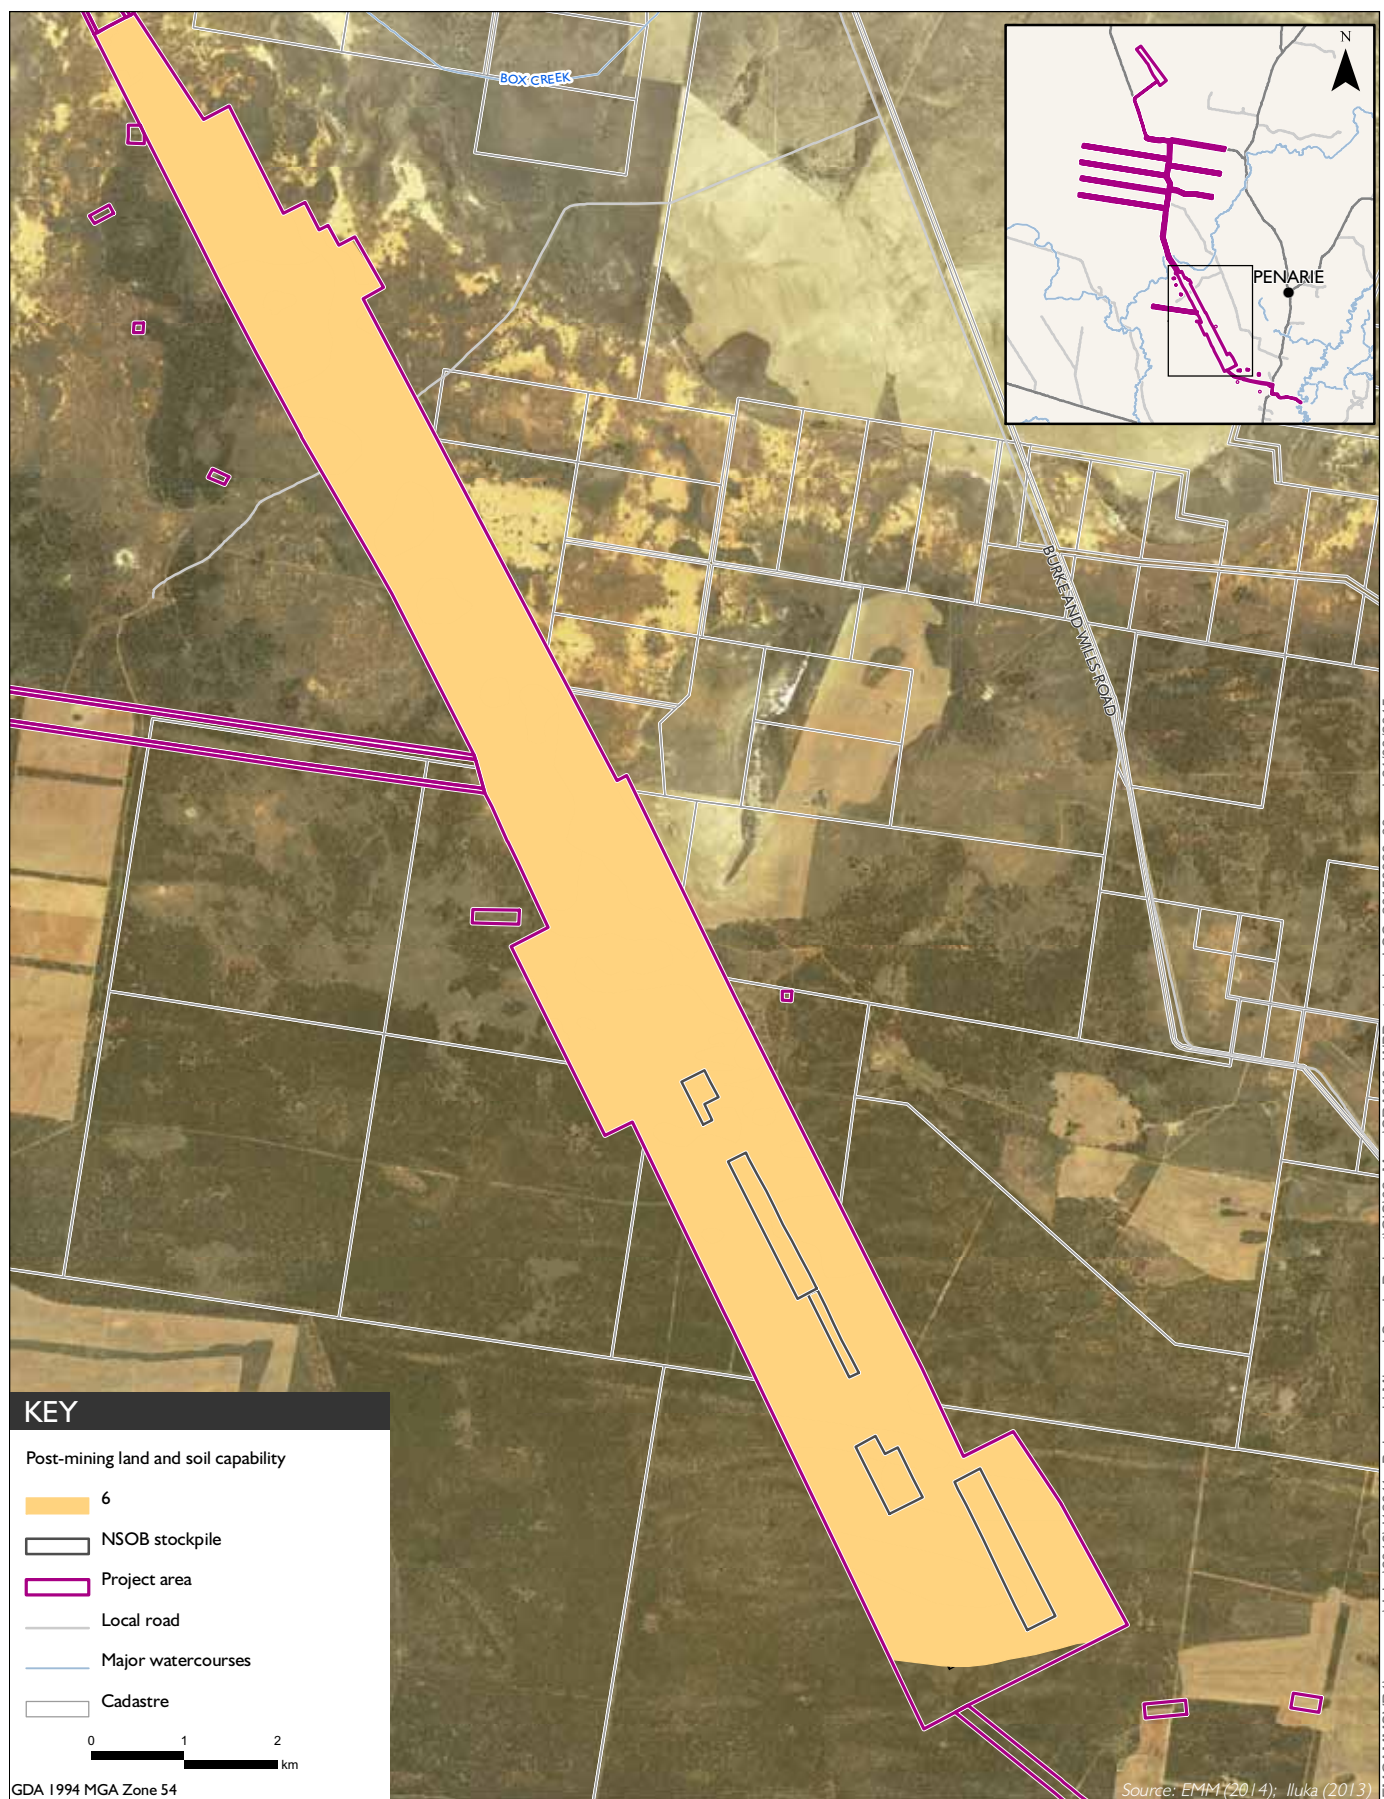 BOX CREEK
N
PENARIE
BURKE AND WILLS ROAD
KEY
Post-mining land and soil capability
6
NSOB stockpile
Project area
Local road
Major watercourses
Cadastre
0 1 2
km
GDA 1994 MGA Zone 54
Source: EMM (2014); Iluka (2013)